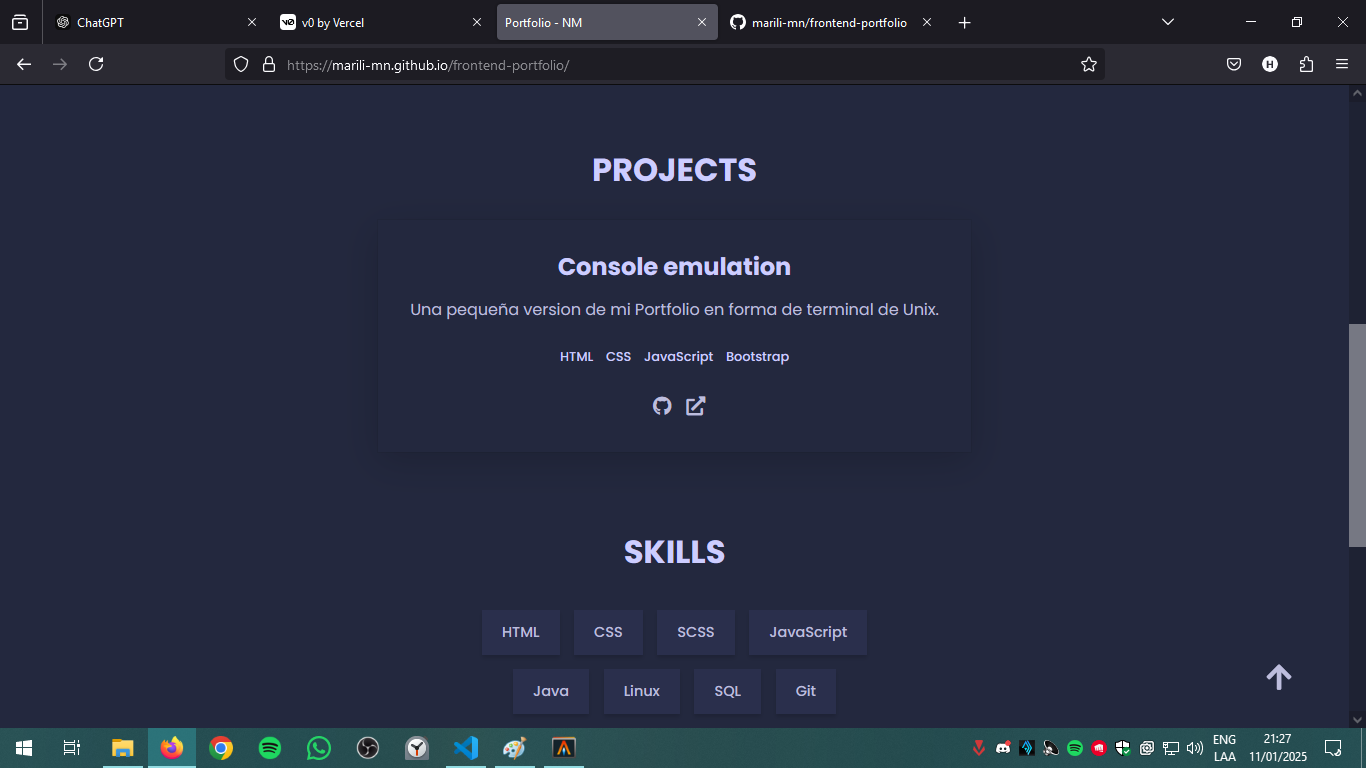 ChatGPT
v0 by Vercel
Portfolio - NM
marili-mn/frontend-portfolio
https://marili-mn.github.io/frontend-portfolio/
H
PROJECTS
Console emulation
Una pequeña version de mi Portfolio en forma de terminal de Unix.
HTML CSS JavaScript Bootstrap
SKILLS
HTML CSS SCSS JavaScript
Java Linux SQL Git
ENG
LAA
21:27
11/01/2025